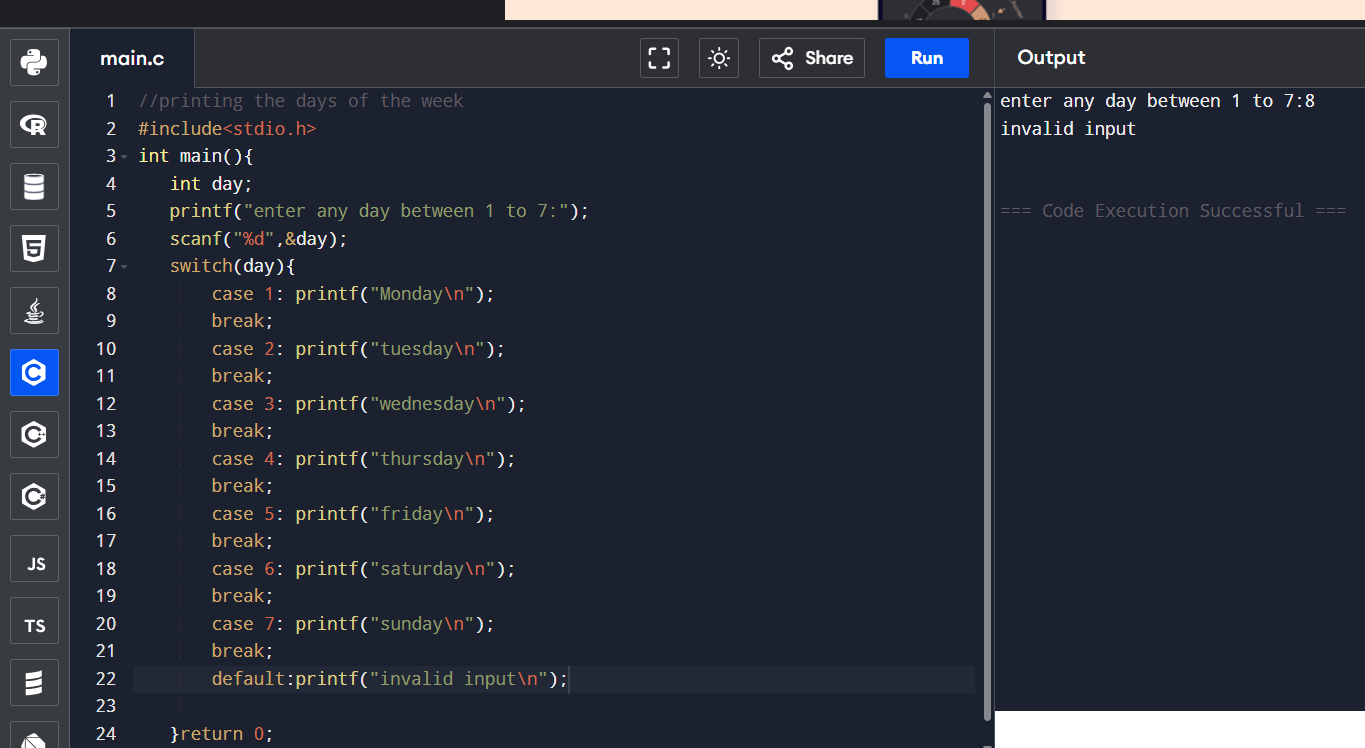 main.c
Share
Run
Output
JS
TS
1 //printing the days of the week
2 #include<stdio.h>
3 int main(){
4    int day;
5    printf("enter any day between 1 to 7:");
6    scanf("%d",&day);
7    switch(day){
8        case 1: printf("Monday\n");
9        break;
10        case 2: printf("tuesday\n");
11        break;
12        case 3: printf("wednesday\n");
13        break;
14        case 4: printf("thursday\n");
15        break;
16        case 5: printf("friday\n");
17        break;
18        case 6: printf("saturday\n");
19        break;
20        case 7: printf("sunday\n");
21        break;
22        default:printf("invalid input\n");
23
24    }return 0;
enter any day between 1 to 7:8
invalid input
=== Code Execution Successful ===